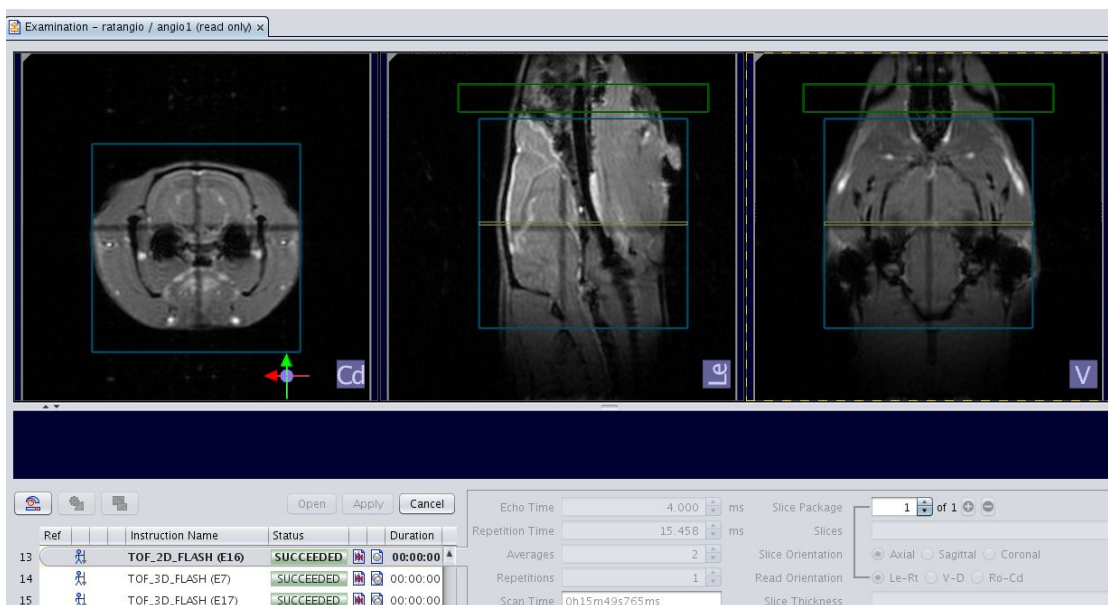 Examination - ratangio / angio1 (read only) ×
Cd
Le
V
Open Apply Cancel
Ref Instruction Name Status Duration
13 TOF_2D_FLASH (E16) SUCCEEDED 00:00:00
14 TOF_3D_FLASH (E7) SUCCEEDED 00:00:00
15 TOF_3D_FLASH (E17) SUCCEEDED 00:00:00
Echo Time 4.000 ms Slice Package 1 of 1
Repetition Time 15.458 ms Slices
Averages 2 Slice Orientation Axial Sagittal Coronal
Repetitions 1 Read Orientation Le-Rt V-D Ro-Cd
Scan Time 0h15m49s765ms Slice Thickness